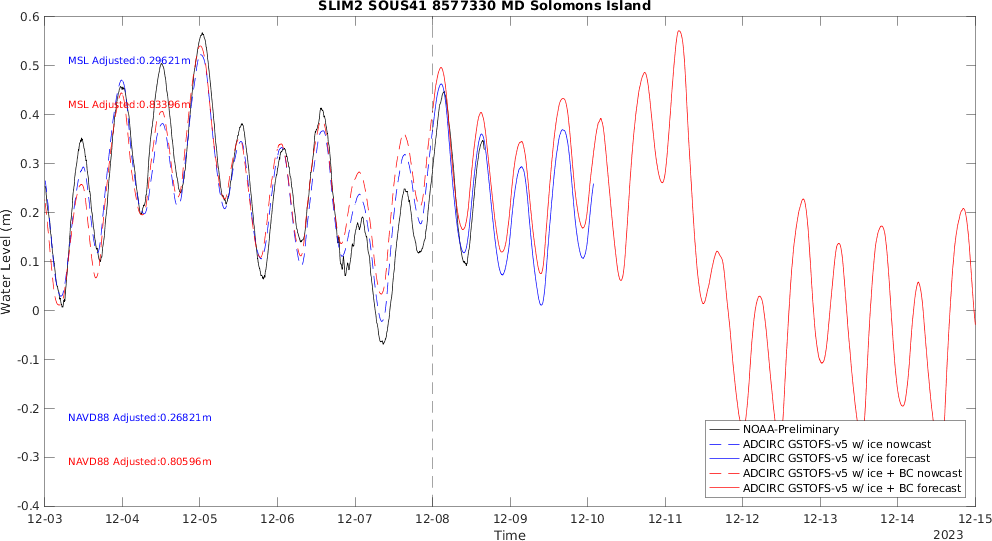 SLIM2 SOUS41 8577330 MD Solomons Island
0.6
0.5
0.4
0.3
0.2
0.1
0
-0.1
-0.2
-0.3
-0.4
Water Level (m)
MSL Adjusted:0.29621m
MSL Adjusted:0.83396m
NAVD88 Adjusted:0.26821m
NAVD88 Adjusted:0.80596m
NOAA-Preliminary
ADCIRC GSTOFS-v5 w/ ice nowcast
ADCIRC GSTOFS-v5 w/ ice forecast
ADCIRC GSTOFS-v5 w/ ice + BC nowcast
ADCIRC GSTOFS-v5 w/ ice + BC forecast
12-03 12-04 12-05 12-06 12-07 12-08 12-09 12-10 12-11 12-12 12-13 12-14 12-15
Time
2023